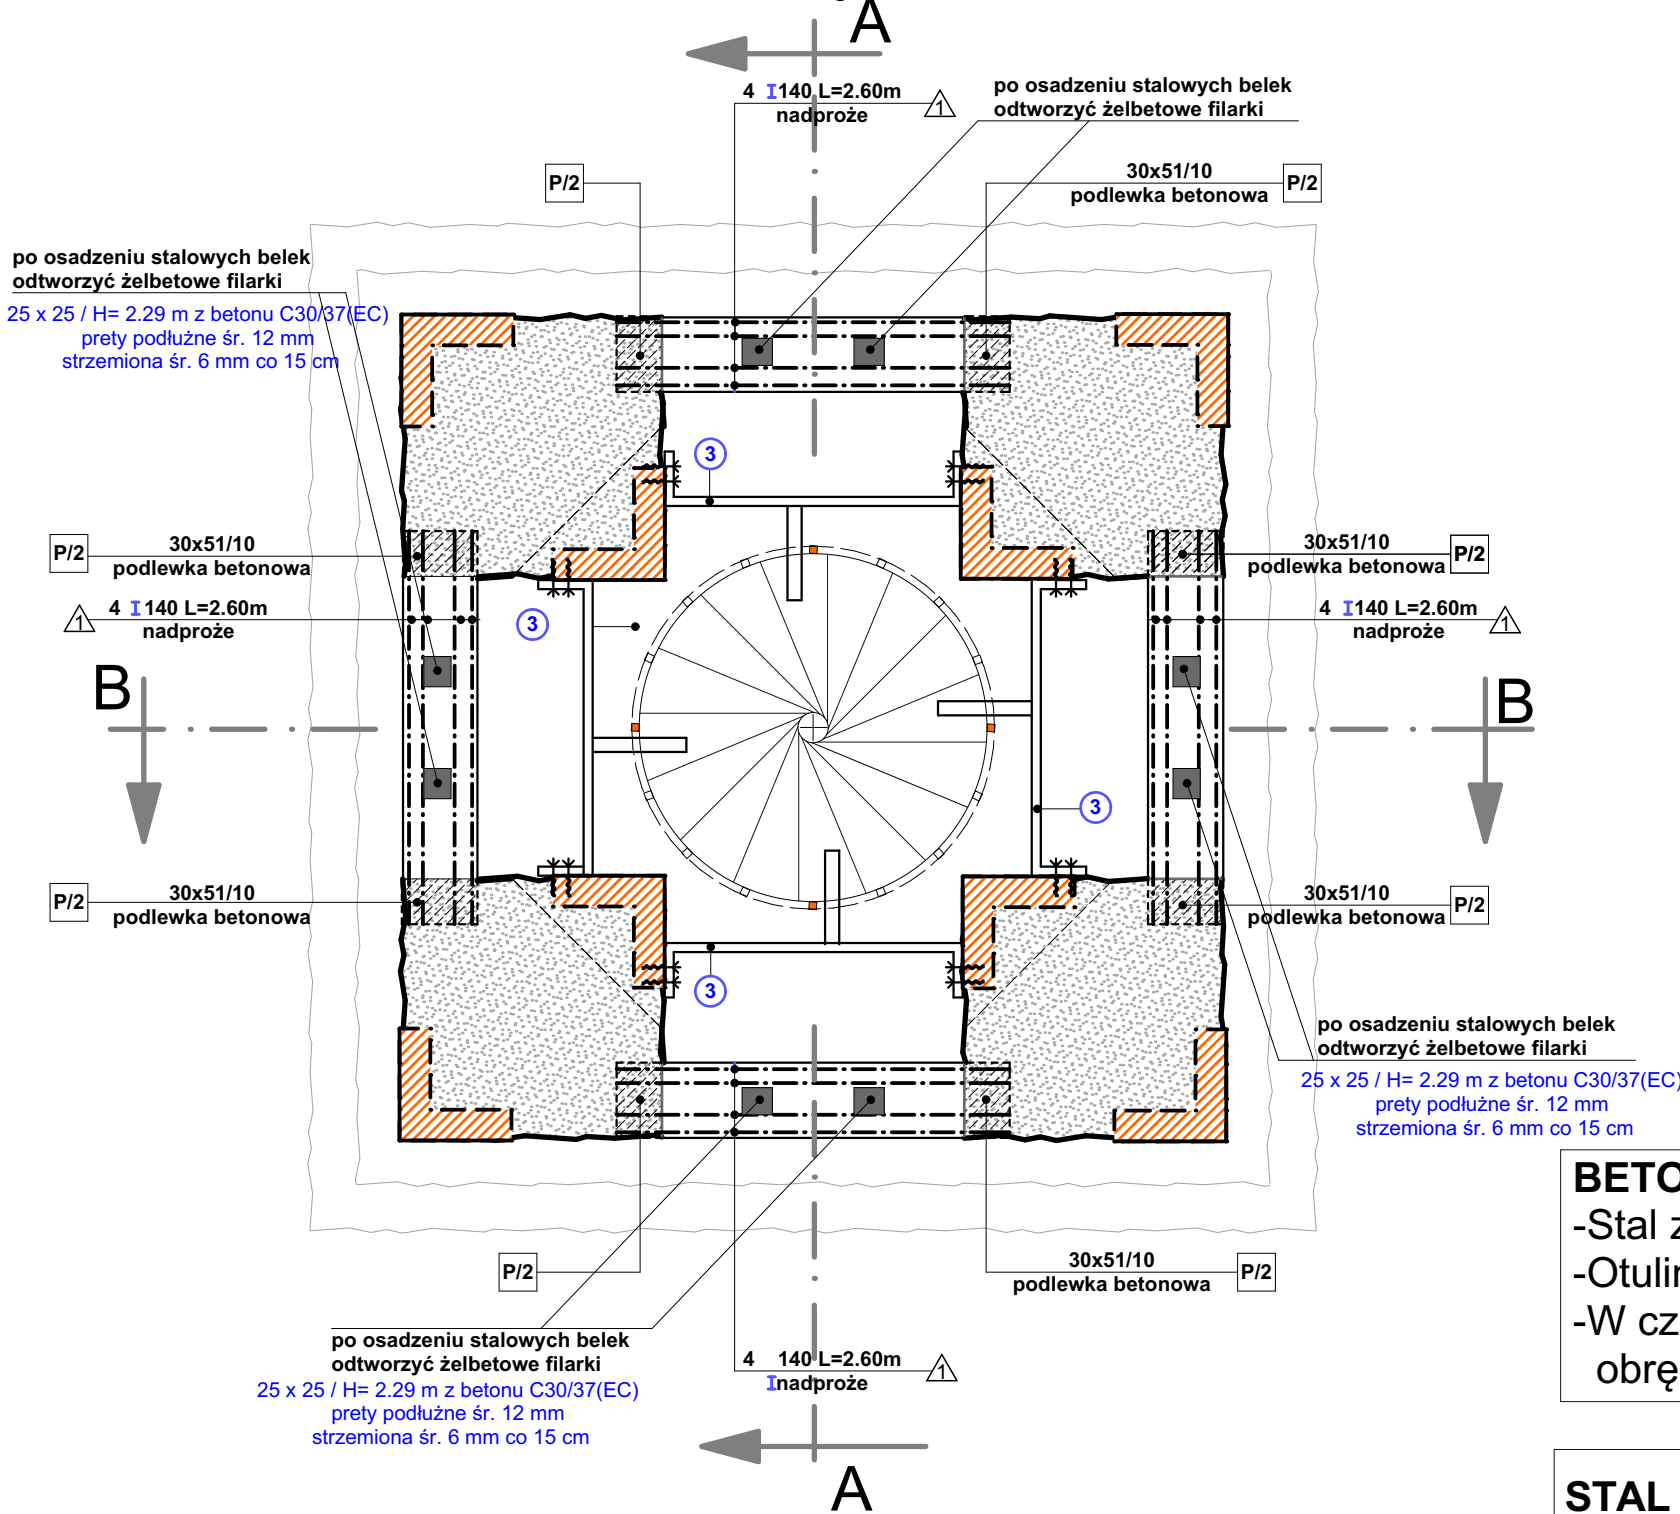 A
4 I140 L=2.60m
nadproże
1
po osadzeniu stalowych belek
odtworzyć żelbetowe filarki
P/2
30x51/10
podlewka betonowa
P/2
po osadzeniu stalowych belek
odtworzyć żelbetowe filarki
25 x 25 / H= 2.29 m z betonu C30/37(EC)
prety podłużne śr. 12 mm
strzemiona śr. 6 mm co 15 cm
3
P/2
30x51/10
podlewka betonowa
30x51/10
podlewka betonowa
P/2
1
4 I140 L=2.60m
nadproże
3
4 I140 L=2.60m
nadproże
1
B
B
3
P/2
30x51/10
podlewka betonowa
30x51/10
podlewka betonowa
P/2
3
po osadzeniu stalowych belek
odtworzyć żelbetowe filarki
25 x 25 / H= 2.29 m z betonu C30/37(EC)
prety podłużne śr. 12 mm
strzemiona śr. 6 mm co 15 cm
P/2
30x51/10
podlewka betonowa
P/2
po osadzeniu stalowych belek
odtworzyć żelbetowe filarki
25 x 25 / H= 2.29 m z betonu C30/37(EC)
prety podłużne śr. 12 mm
strzemiona śr. 6 mm co 15 cm
4 140 L=2.60m
I nadproże
1
A
-Stal
-W
STAL